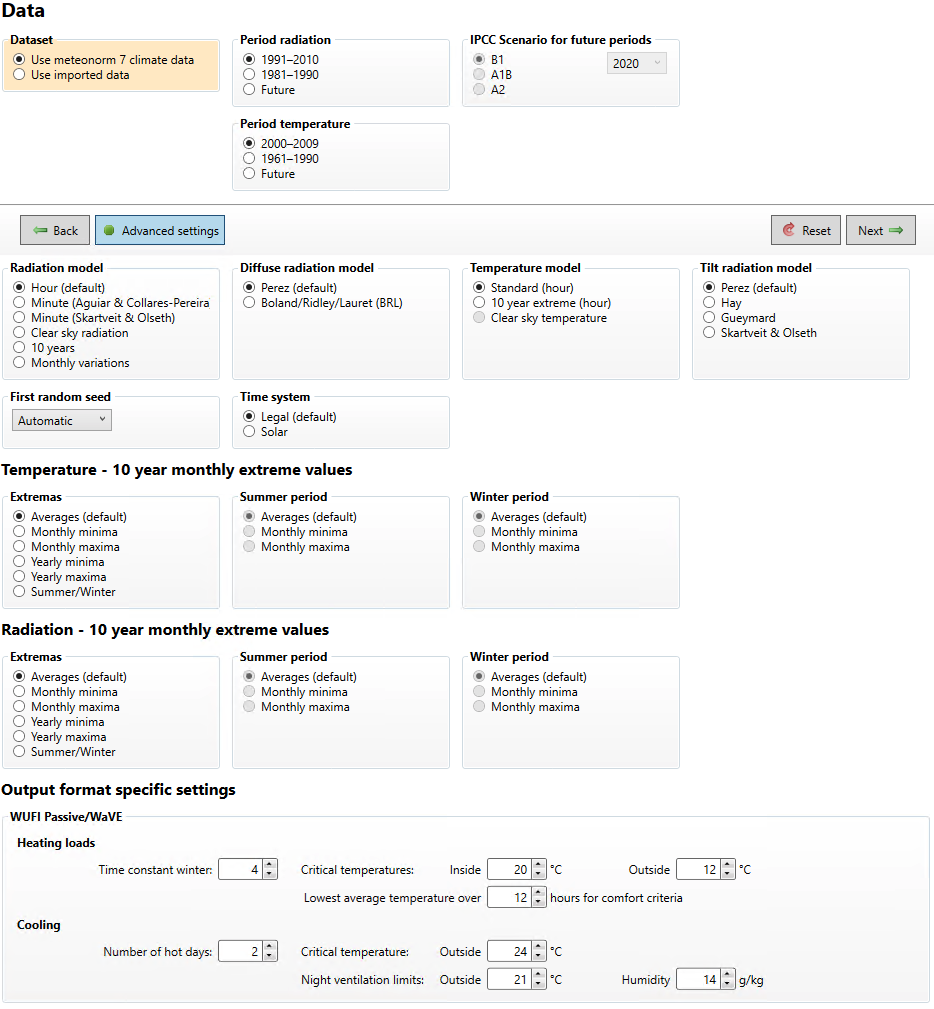 Data
Dataset
Use meteonorm 7 climate data
Use imported data
Period radiation
1991–2010
1981–1990
Future
IPCC Scenario for future periods
B1
A1B
A2
2020
Period temperature
2000–2009
1961–1990
Future
Back
Advanced settings
Reset
Next
Radiation model
Hour (default)
Minute (Aguiar & Collares-Pereira
Minute (Skartveit & Olseth)
Clear sky radiation
10 years
Monthly variations
Diffuse radiation model
Perez (default)
Boland/Ridley/Lauret (BRL)
Temperature model
Standard (hour)
10 year extreme (hour)
Clear sky temperature
Tilt radiation model
Perez (default)
Hay
Gueymard
Skartveit & Olseth
First random seed
Automatic
Time system
Legal (default)
Solar
Temperature - 10 year monthly extreme values
Extremas
Averages (default)
Monthly minima
Monthly maxima
Yearly minima
Yearly maxima
Summer/Winter
Summer period
Averages (default)
Monthly minima
Monthly maxima
Winter period
Averages (default)
Monthly minima
Monthly maxima
Radiation - 10 year monthly extreme values
Extremas
Averages (default)
Monthly minima
Monthly maxima
Yearly minima
Yearly maxima
Summer/Winter
Summer period
Averages (default)
Monthly minima
Monthly maxima
Winter period
Averages (default)
Monthly minima
Monthly maxima
Output format specific settings
WUFI Passive/WaVE
Heating loads
Time constant winter: 4 Critical temperatures: Inside 20 °C Outside 12 °C
Lowest average temperature over 12 hours for comfort criteria
Cooling
Number of hot days: 2 Critical temperature: Outside 24 °C
Night ventilation limits: Outside 21 °C Humidity 14 g/kg